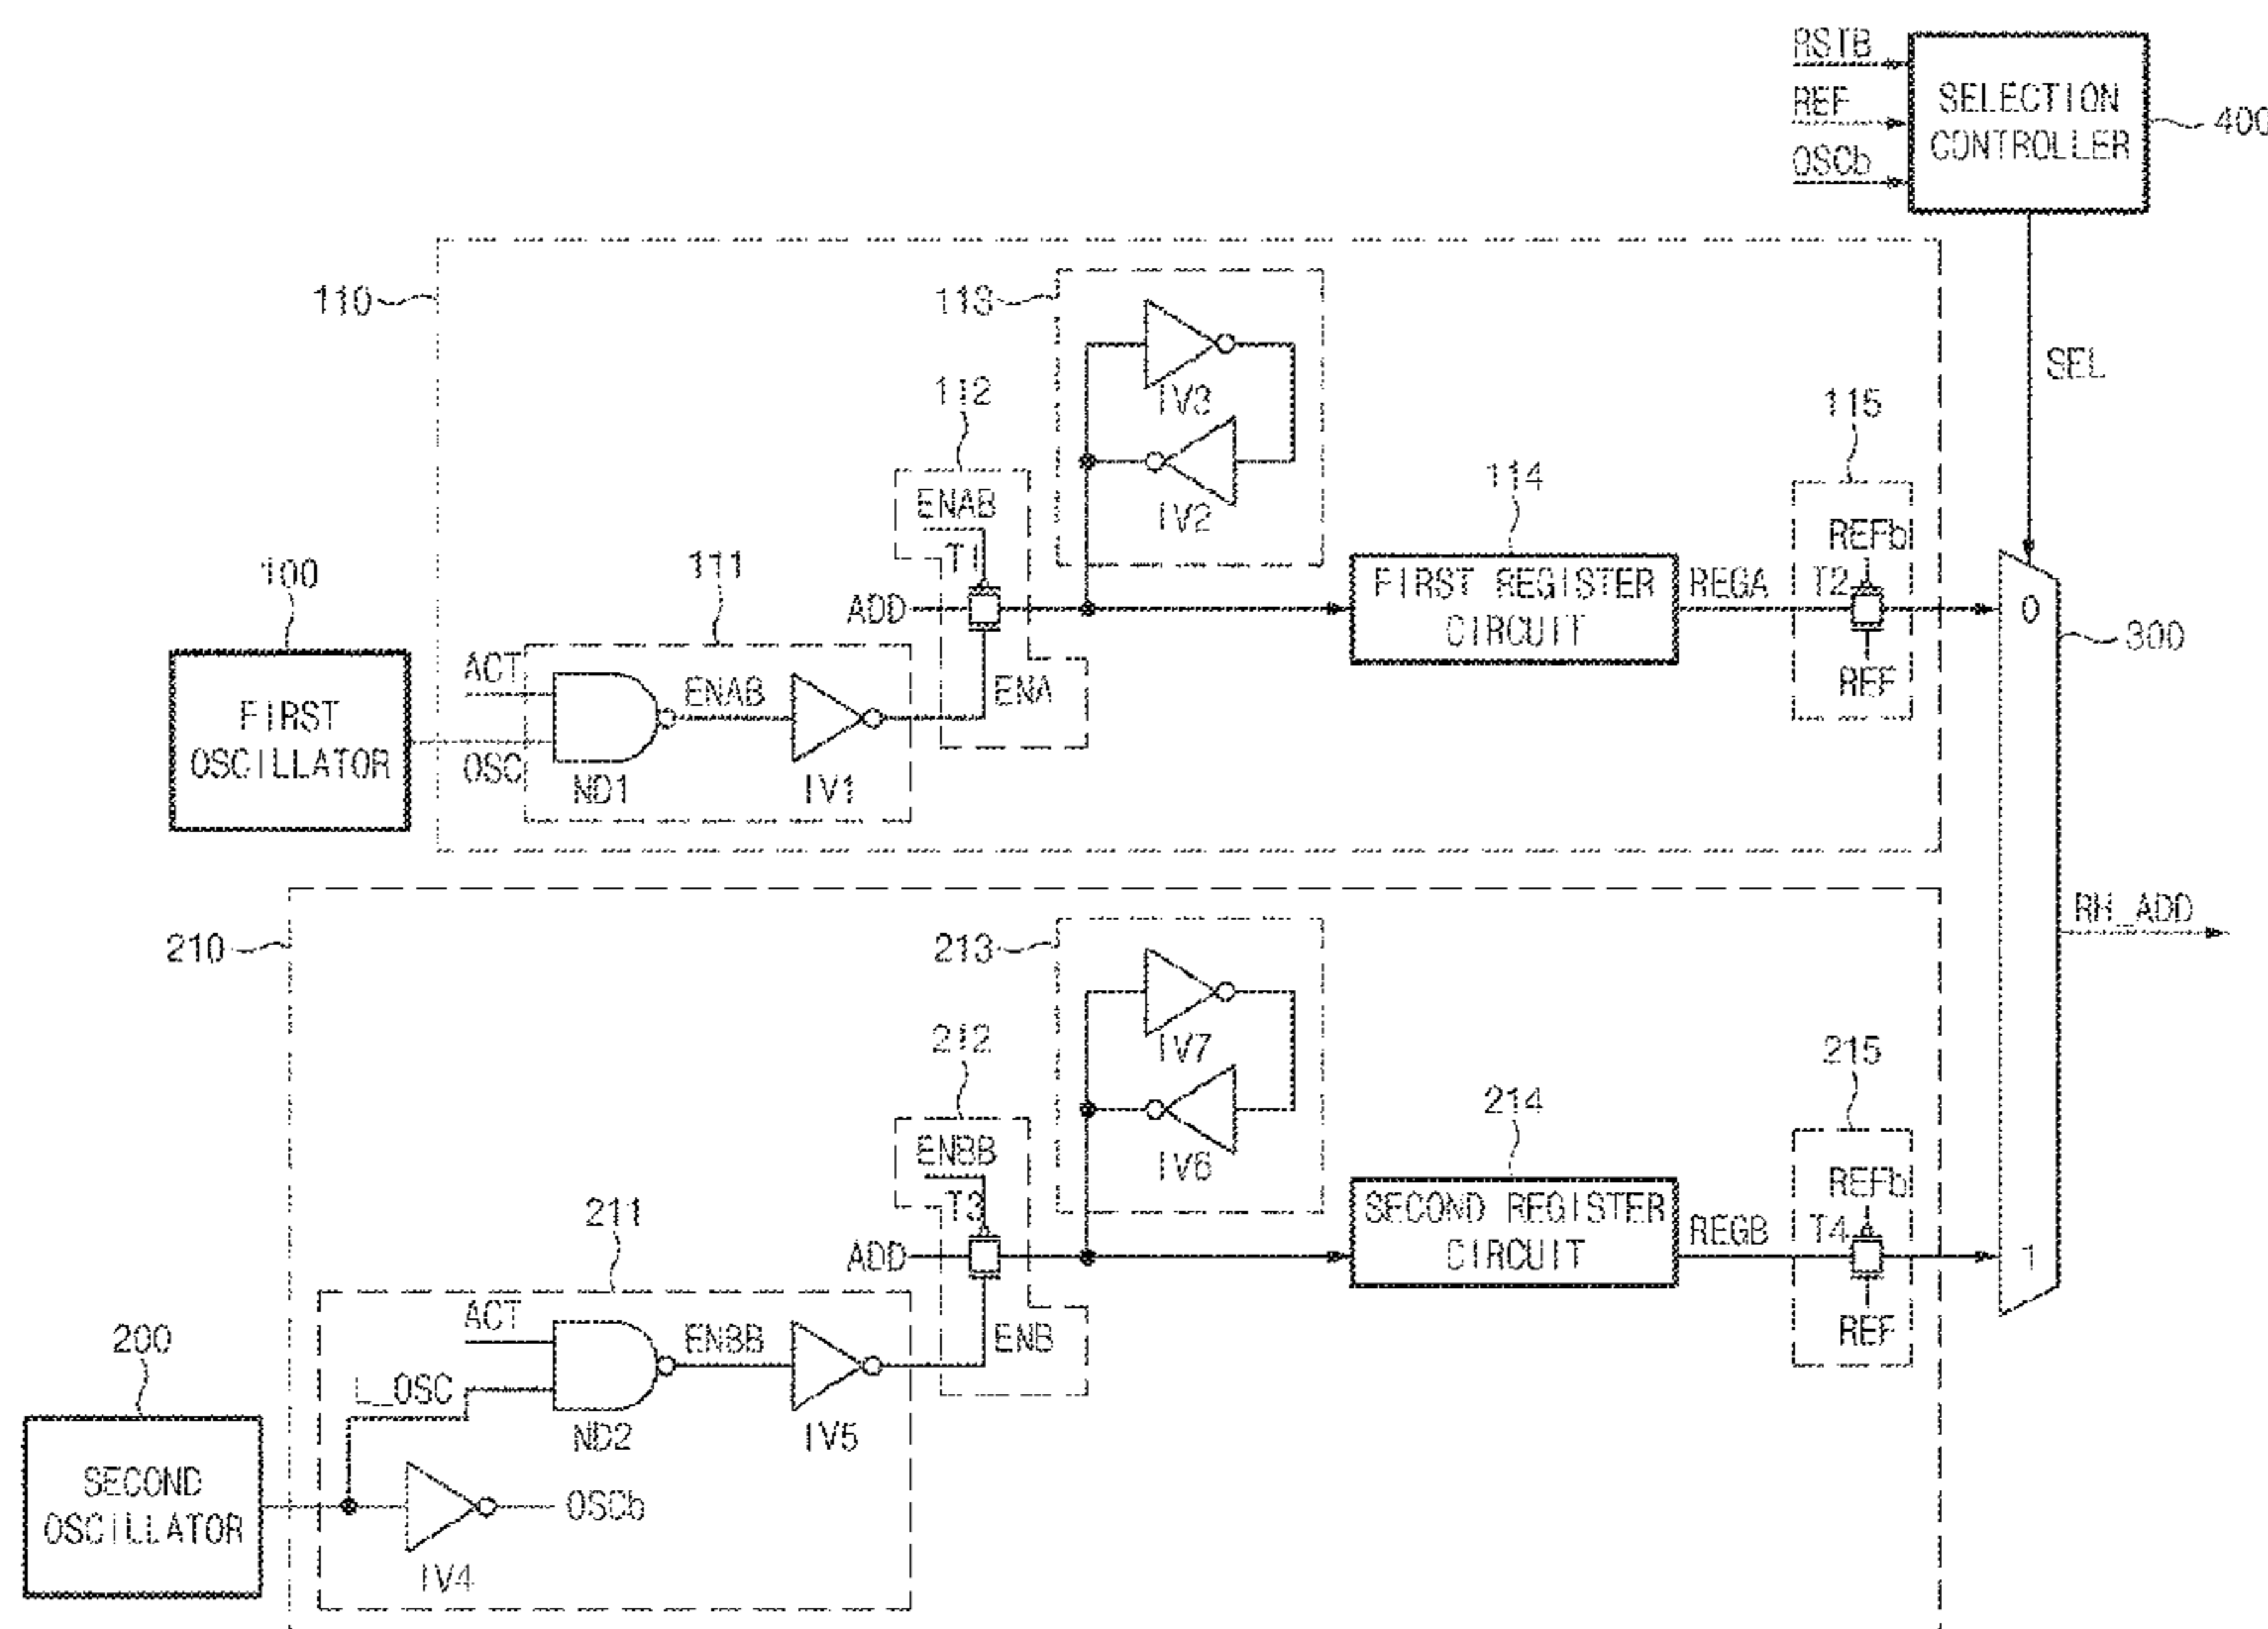 RSTB
REF
OSCb
SELECTION
CONTROLLER
400
SEL
110
113
IV3
IV2
112
ENAB
T1
ADD
ENA
100
FIRST
OSCILLATOR
111
ACT
OSC
ND1
ENAB
IV1
114
FIRST REGISTER
CIRCUIT
REGA
115
REFb
T2
REF
0
300
RH_ADD
210
213
IV7
IV6
212
ENBB
T3
ADD
ENB
211
ACT
L_OSC
ND2
ENBB
IV5
200
SECOND
OSCILLATOR
IV4
OSCb
214
SECOND REGISTER
CIRCUIT
REGB
215
REFb
T4
REF
1